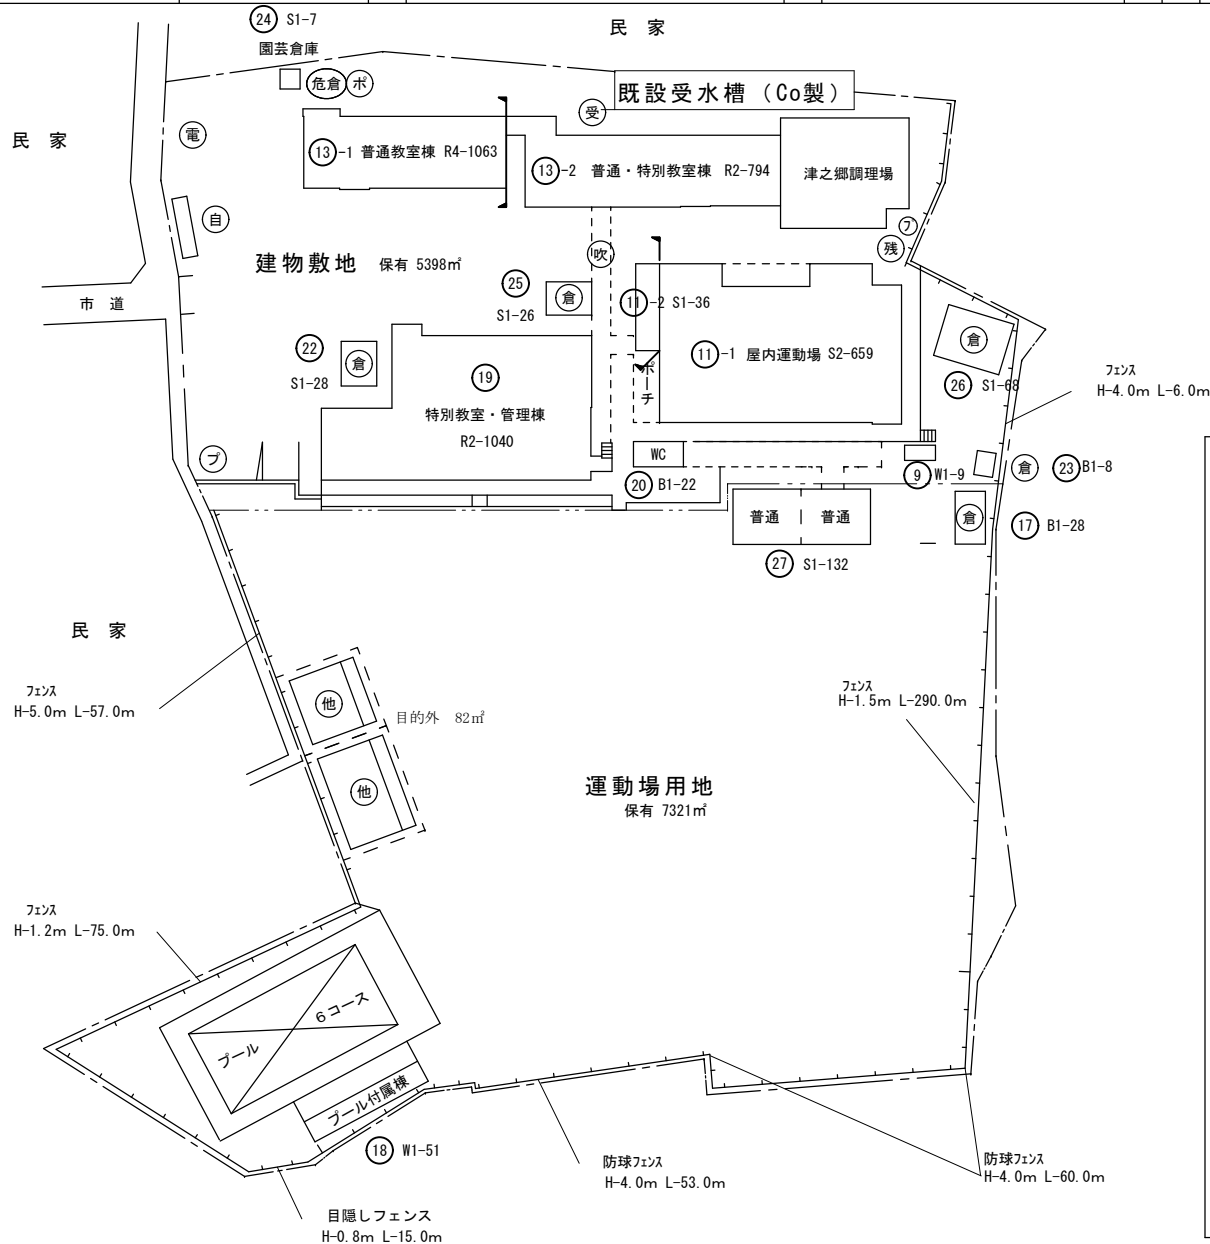 ㉔ S1-7
民 家
園芸倉庫
危倉 ポ
既設受水槽（Co製）
受
電
民 家
⑬-1 普通教室棟 R4-1063
⑬-2 普通・特別教室棟 R2-794
津之郷調理場
自
プ
残
吹
建物敷地 保有 5398㎡
市 道
㉕ 倉
S1-26
⑪-2 S1-36
㉒ 倉
S1-28
⑪-1 屋内運動場 S2-659
倉
㉖ S1-68
フェンス
H-4.0m L-6.0m
ポーチ
⑲
特別教室・管理棟
R2-1040
プ
WC
⑳ B1-22
⑨ W1-9
倉 ㉓ B1-8
普通 普通
倉
⑰ B1-28
㉗ S1-132
民 家
フェンス
H-5.0m L-57.0m
他
目的外 82㎡
フェンス
H-1.5m L-290.0m
他
運動場用地
保有 7321㎡
フェンス
H-1.2m L-75.0m
プール 6コース
プール付属棟
⑱ W1-51
防球フェンス
H-4.0m L-53.0m
防球フェンス
H-4.0m L-60.0m
目隠しフェンス
H-0.8m L-15.0m